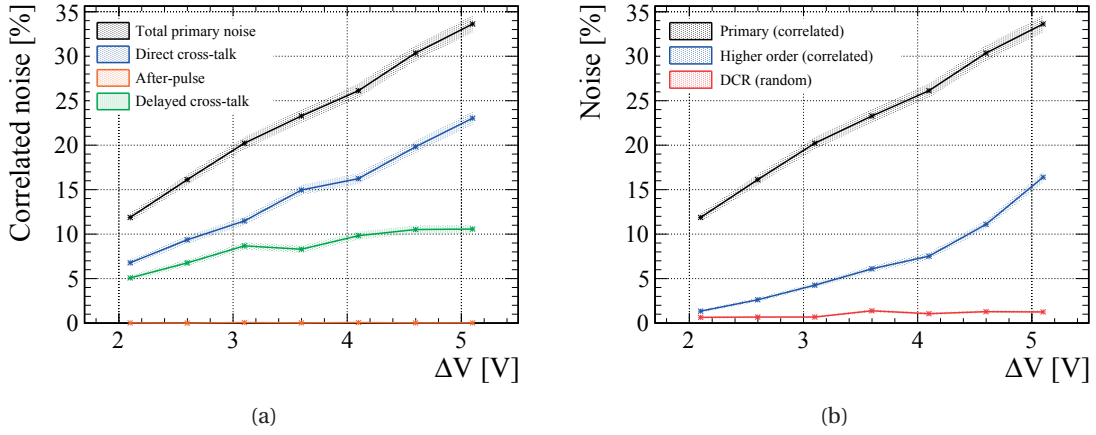 Correlated noise [%]
35
30
25
20
15
10
5
0
Total primary noise
Direct cross-talk
After-pulse
Delayed cross-talk
2 3 4 5
ΔV [V]
(a)
Noise [%]
35
30
25
20
15
10
5
0
Primary (correlated)
Higher order (correlated)
DCR (random)
2 3 4 5
ΔV [V]
(b)